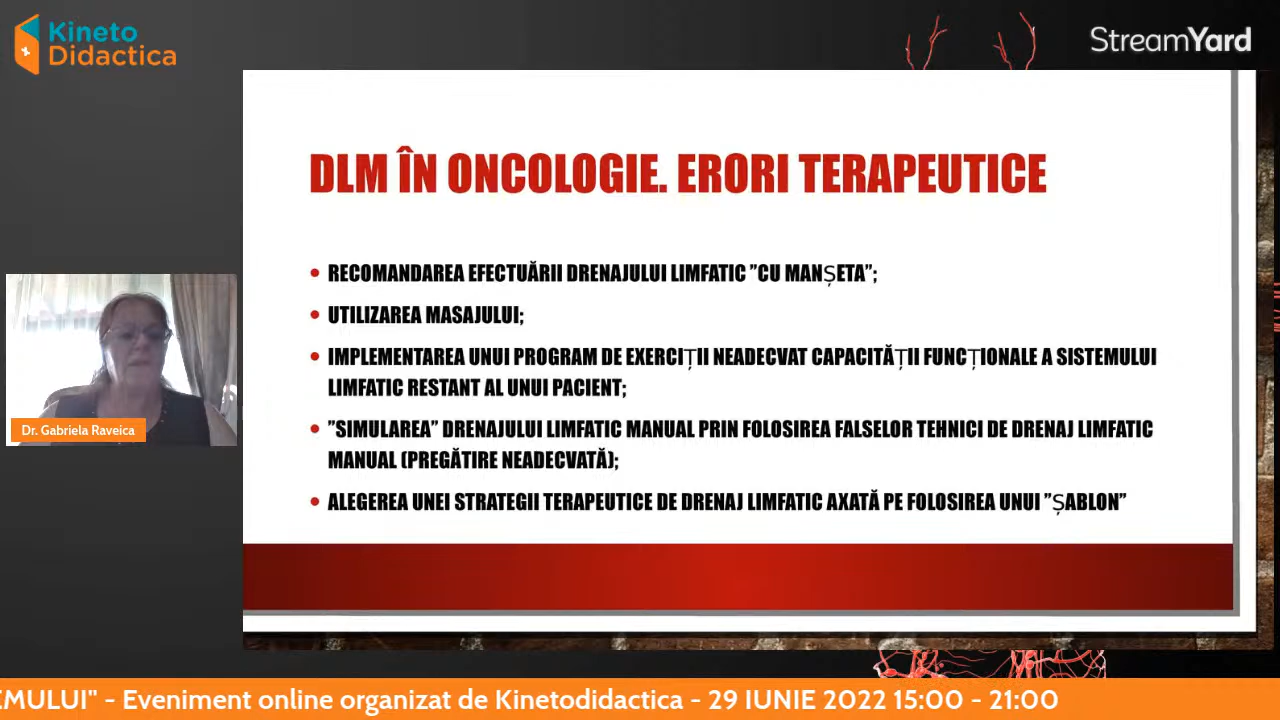 Kineto
Didactica
StreamYard
DLM ÎN ONCOLOGIE. ERORI TERAPEUTICE
• RECOMANDAREA EFECTUĂRII DRENAJULUI LIMFATIC ”CU MANȘETA”;
• UTILIZAREA MASAJULUI;
• IMPLEMENTAREA UNUI PROGRAM DE EXERCIȚII NEADECVAT CAPACITĂȚII FUNCȚIONALE A SISTEMULUI
LIMFATIC RESTANT AL UNUI PACIENT;
• ”SIMULAREA” DRENAJULUI LIMFATIC MANUAL PRIN FOLOSIREA FALSELOR TEHNICI DE DRENAJ LIMFATIC
MANUAL (PREGĂTIRE NEADECVATĂ);
• ALEGEREA UNEI STRATEGII TERAPEUTICE DE DRENAJ LIMFATIC AXATĂ PE FOLOSIREA UNUI ”ȘABLON”
Dr. Gabriela Raveica
EMULUI" - Eveniment online organizat de Kinetodidactica - 29 IUNIE 2022 15:00 - 21:00